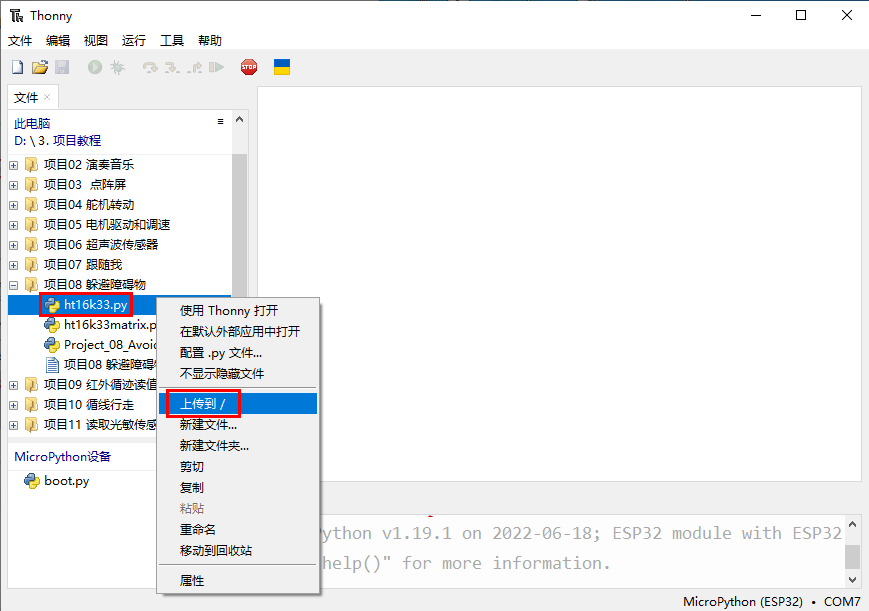 Thonny
文件 编辑 视图 运行 工具 帮助
STOP
文件
此电脑
D: \ 3. 项目教程
项目02 演奏音乐
项目03 点阵屏
项目04 舵机转动
项目05 电机驱动和调速
项目06 超声波传感器
项目07 跟随我
项目08 躲避障碍物
ht16k33.py
ht16k33matrix.p
Project_08_Avoid
项目08 躲避障碍
项目09 红外循迹读值
项目10 循线行走
项目11 读取光敏传感
使用 Thonny 打开
在默认外部应用中打开
配置 .py 文件...
不显示隐藏文件
上传到 /
新建文件...
新建文件夹...
剪切
复制
粘贴
重命名
移动到回收站
属性
MicroPython设备
boot.py
ython v1.19.1 on 2022-06-18; ESP32 module with ESP32
help()" for more information.
MicroPython (ESP32) • COM7